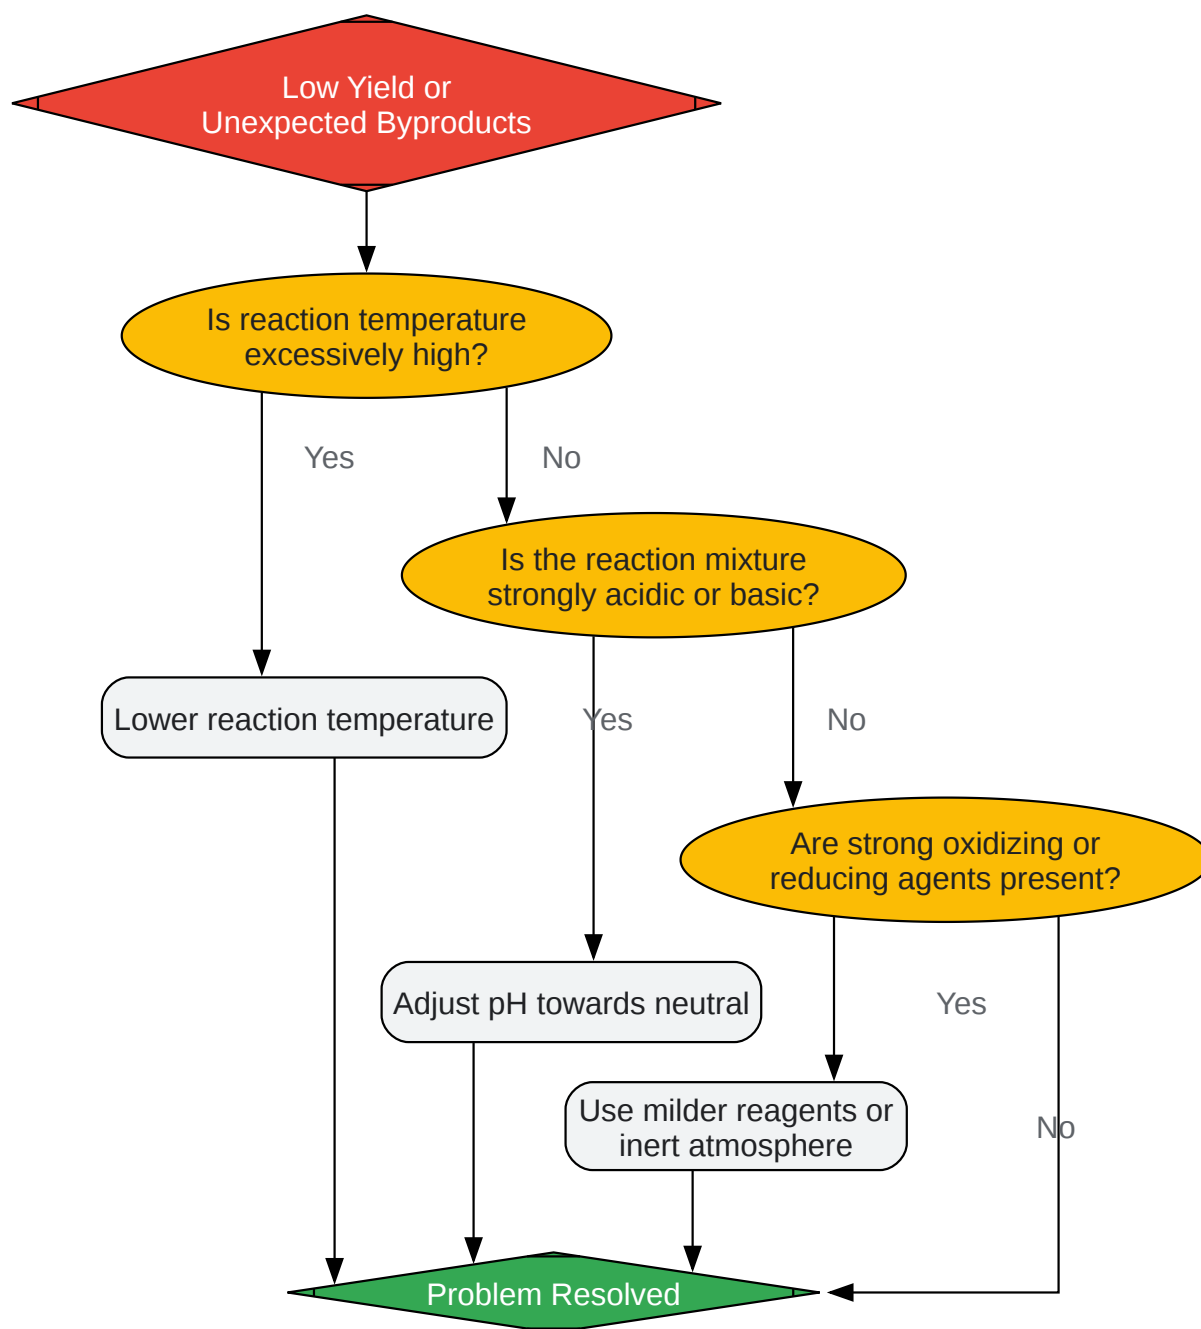 Low Yield or
Unexpected Byproducts
Is reaction temperature
excessively high?
Yes
No
Is the reaction mixture
strongly acidic or basic?
Lower reaction temperature
Yes
No
Are strong oxidizing or
reducing agents present?
Adjust pH towards neutral
Yes
Use milder reagents or
inert atmosphere
No
Problem Resolved